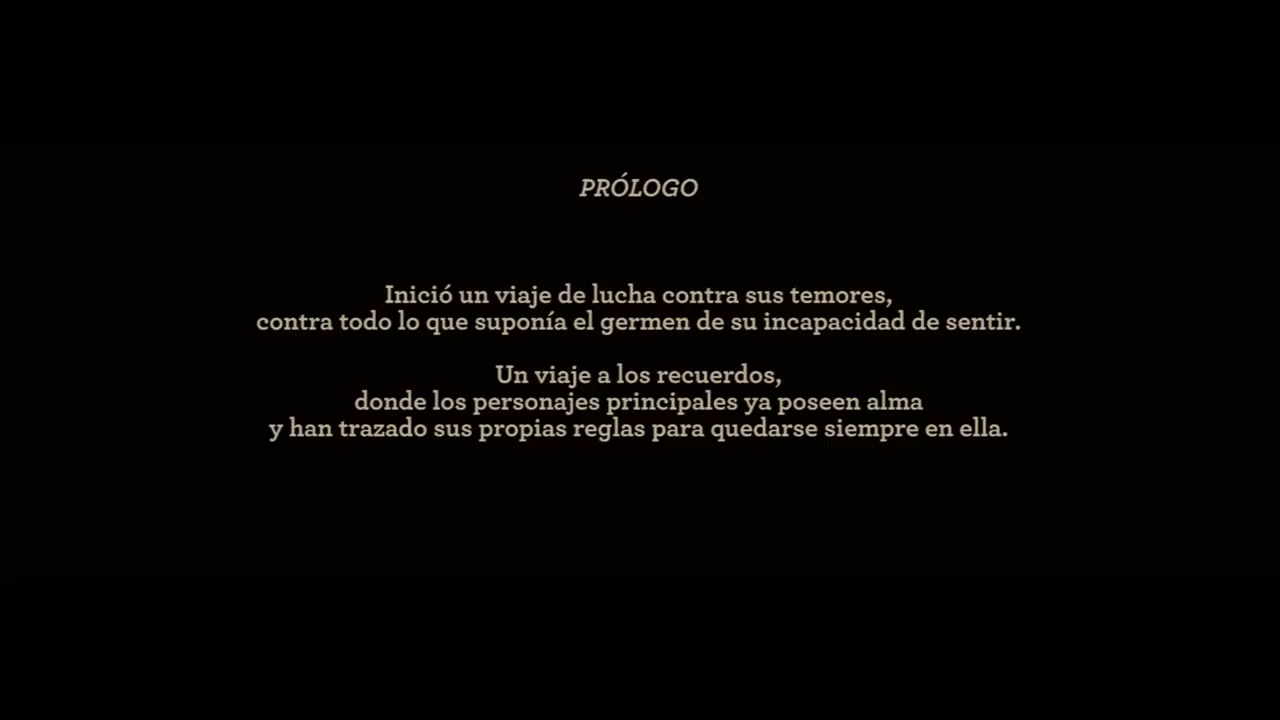 PRÓLOGO
Inició un viaje de lucha contra sus temores,
contra todo lo que suponía el germen de su incapacidad de sentir.
Un viaje a los recuerdos,
donde los personajes principales ya poseen alma
y han trazado sus propias reglas para quedarse siempre en ella.